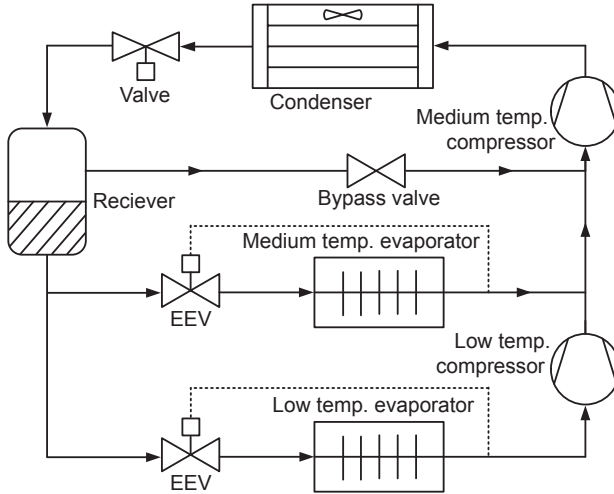 Valve
Condenser
Medium temp.
compressor
Reciever
Bypass valve
Medium temp. evaporator
EEV
Low temp.
compressor
Low temp. evaporator
EEV